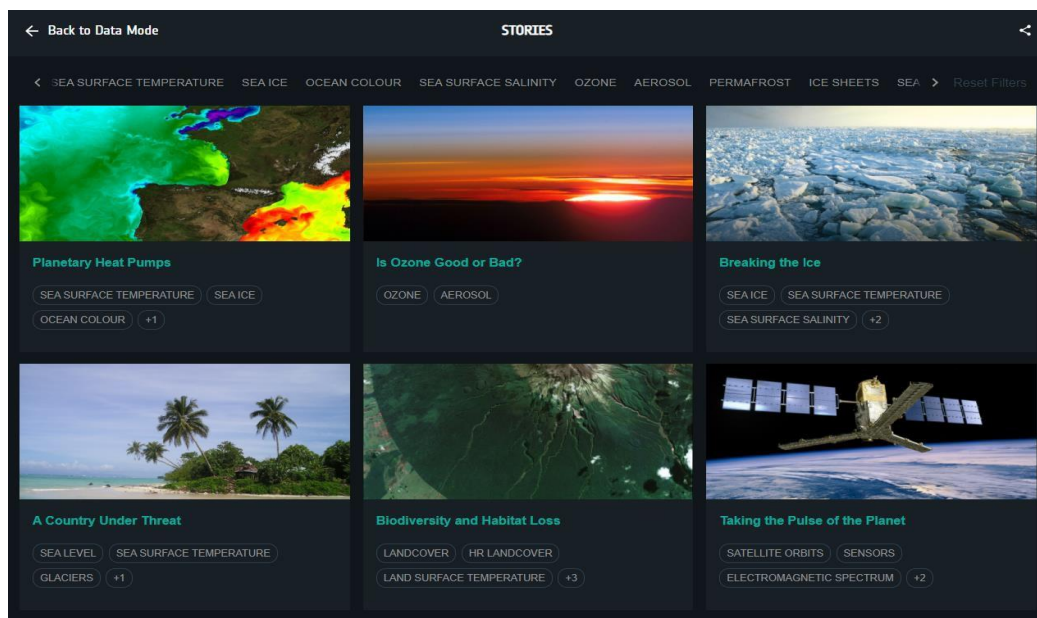 Back to Data Mode
STORIES
SEA SURFACE TEMPERATURE SEA ICE OCEAN COLOUR SEA SURFACE SALINITY OZONE AEROSOL PERMAFROST ICE SHEETS SEA Reset Filters
Planetary Heat Pumps
SEA SURFACE TEMPERATURE SEA ICE
OCEAN COLOUR +1
Is Ozone Good or Bad?
OZONE AEROSOL
Breaking the Ice
SEA ICE SEA SURFACE TEMPERATURE
SEA SURFACE SALINITY +2
A Country Under Threat
SEA LEVEL SEA SURFACE TEMPERATURE
GLACIERS +1
Biodiversity and Habitat Loss
LANDCOVER HR LANDCOVER
LAND SURFACE TEMPERATURE +3
Taking the Pulse of the Planet
SATELLITE ORBITS SENSORS
ELECTROMAGNETIC SPECTRUM +2